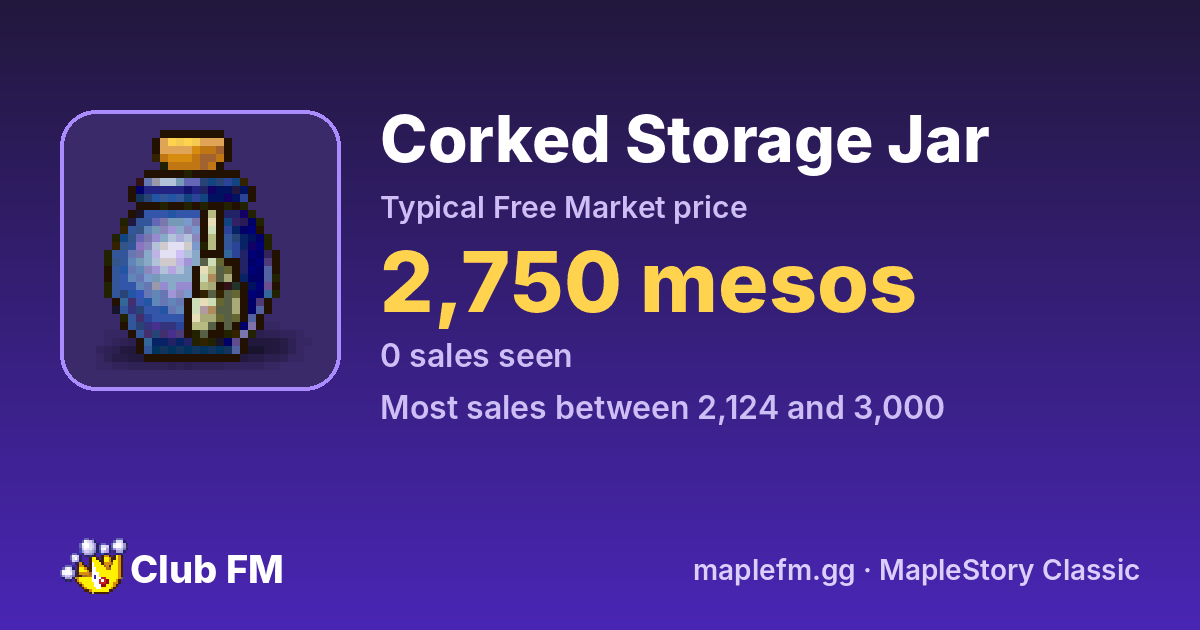 Corked Storage Jar
Typical Free Market price
2,750 mesos
0 sales seen
Most sales between 2,124 and 3,000
Club FM
maplefm.gg · MapleStory Classic